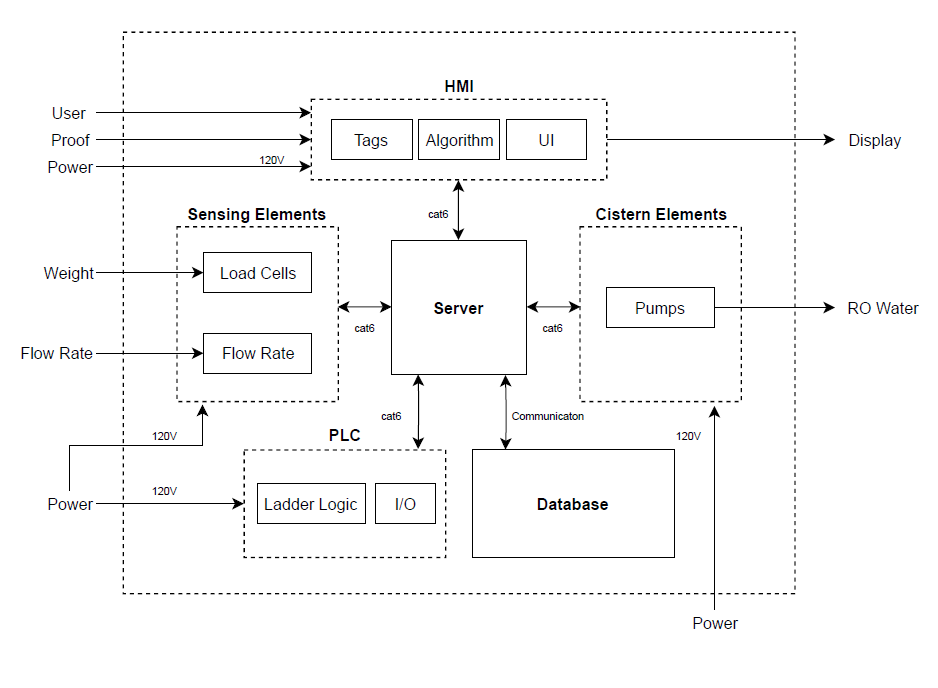 HMI
User
Proof
Power
120V
Tags
Algorithm
UI
Display
cat6
Sensing Elements
Cistern Elements
Weight
Load Cells
Server
Pumps
RO Water
cat6
cat6
Flow Rate
Flow Rate
cat6
Communicaton
120V
PLC
120V
Power
120V
Ladder Logic
I/O
Database
Power